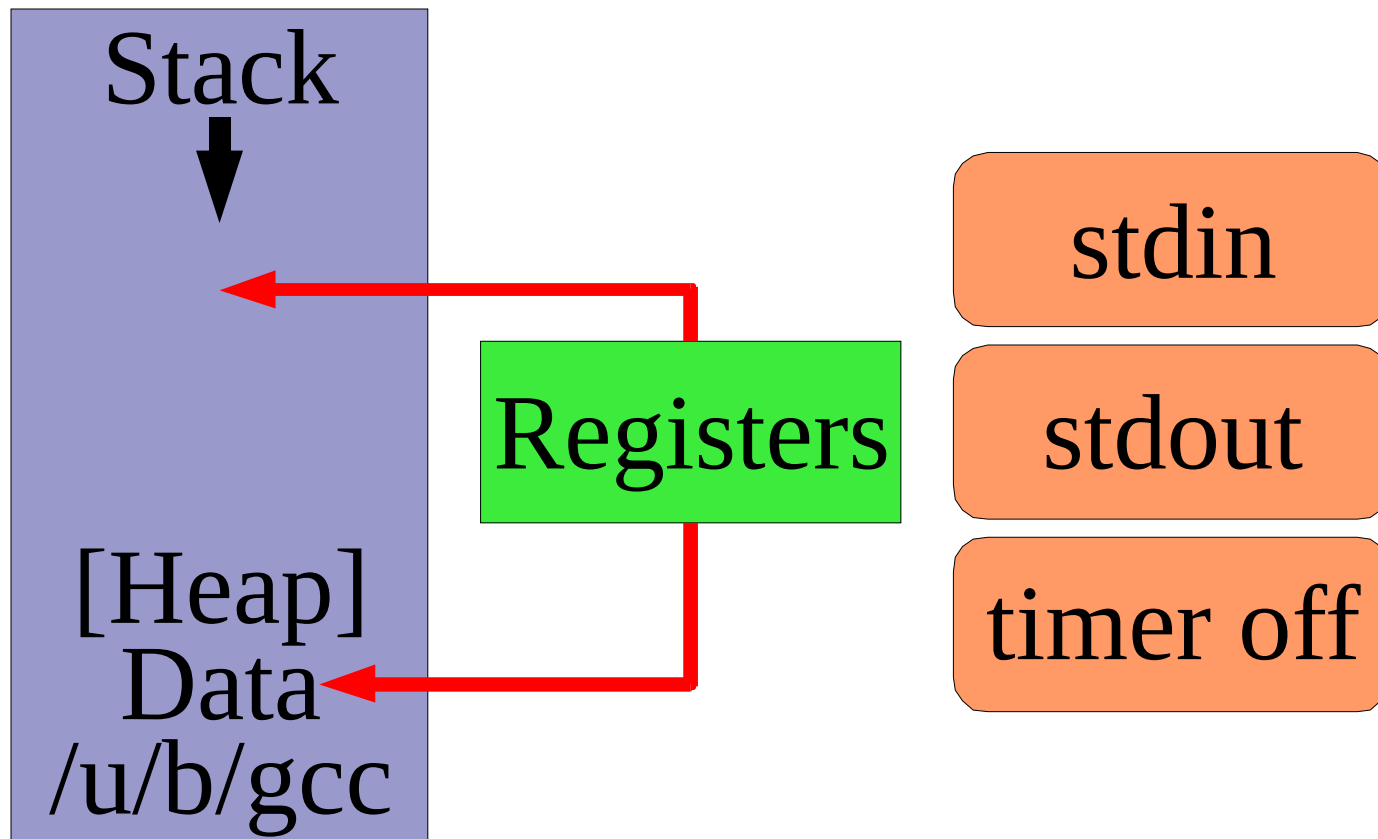 Stack
[Heap]
Data
/u/b/gcc
Registers
stdin
stdout
timer off